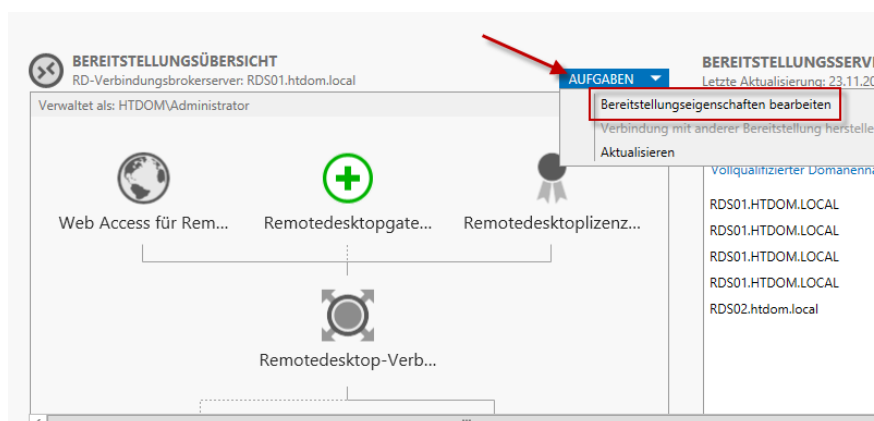 BEREITSTELLUNGSÜBERSICHT
RD-Verbindungsbrokerserver: RDS01.htdom.local
Verwaltet als: HTDOM\Administrator
AUFGABEN
Bereitstellungseigenschaften bearbeiten
Verbindung mit anderer Bereitstellung herstelle
Aktualisieren
Web Access für Rem...
Remotedesktopgate...
Remotedesktoplizenz...
Remotedesktop-Verb...
BEREITSTELLUNGSSERVE
Letzte Aktualisierung: 23.11.20
Vollqualifizierter Domänenna
RDS01.HTDOM.LOCAL
RDS01.HTDOM.LOCAL
RDS01.HTDOM.LOCAL
RDS01.HTDOM.LOCAL
RDS02.htdom.local